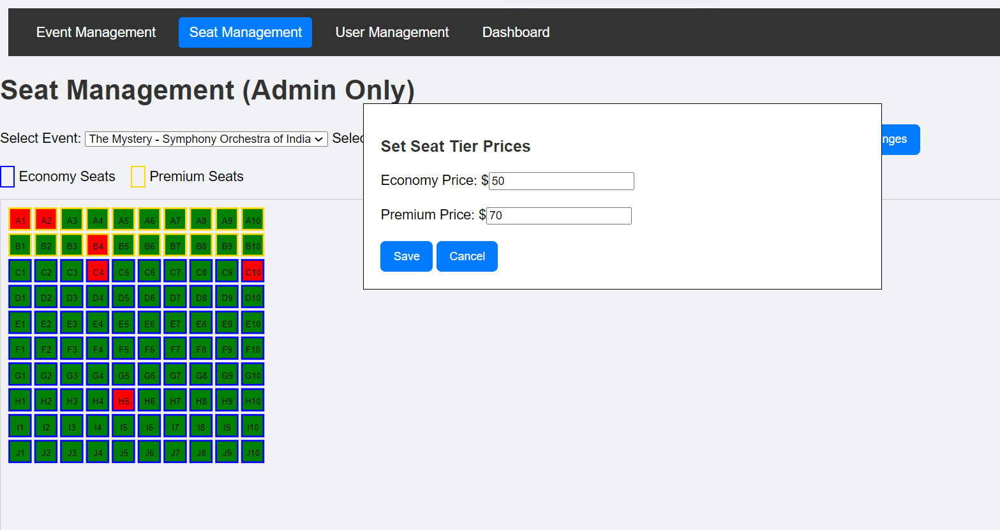 Event Management Seat Management User Management Dashboard
Seat Management (Admin Only)
Select Event: The Mystery - Symphony Orchestra of India
Economy Seats Premium Seats
Set Seat Tier Prices
Economy Price: $50
Premium Price: $70
Save Cancel
A1 A2 A3 A4 A5 A6 A7 A8 A9 A10
B1 B2 B3 B4 B5 B6 B7 B8 B9 B10
C1 C2 C3 C4 C5 C6 C7 C8 C9 C10
D1 D2 D3 D4 D5 D6 D7 D8 D9 D10
E1 E2 E3 E4 E5 E6 E7 E8 E9 E10
F1 F2 F3 F4 F5 F6 F7 F8 F9 F10
G1 G2 G3 G4 G5 G6 G7 G8 G9 G10
H1 H2 H3 H4 H5 H6 H7 H8 H9 H10
I1 I2 I3 I4 I5 I6 I7 I8 I9 I10
J1 J2 J3 J4 J5 J6 J7 J8 J9 J10